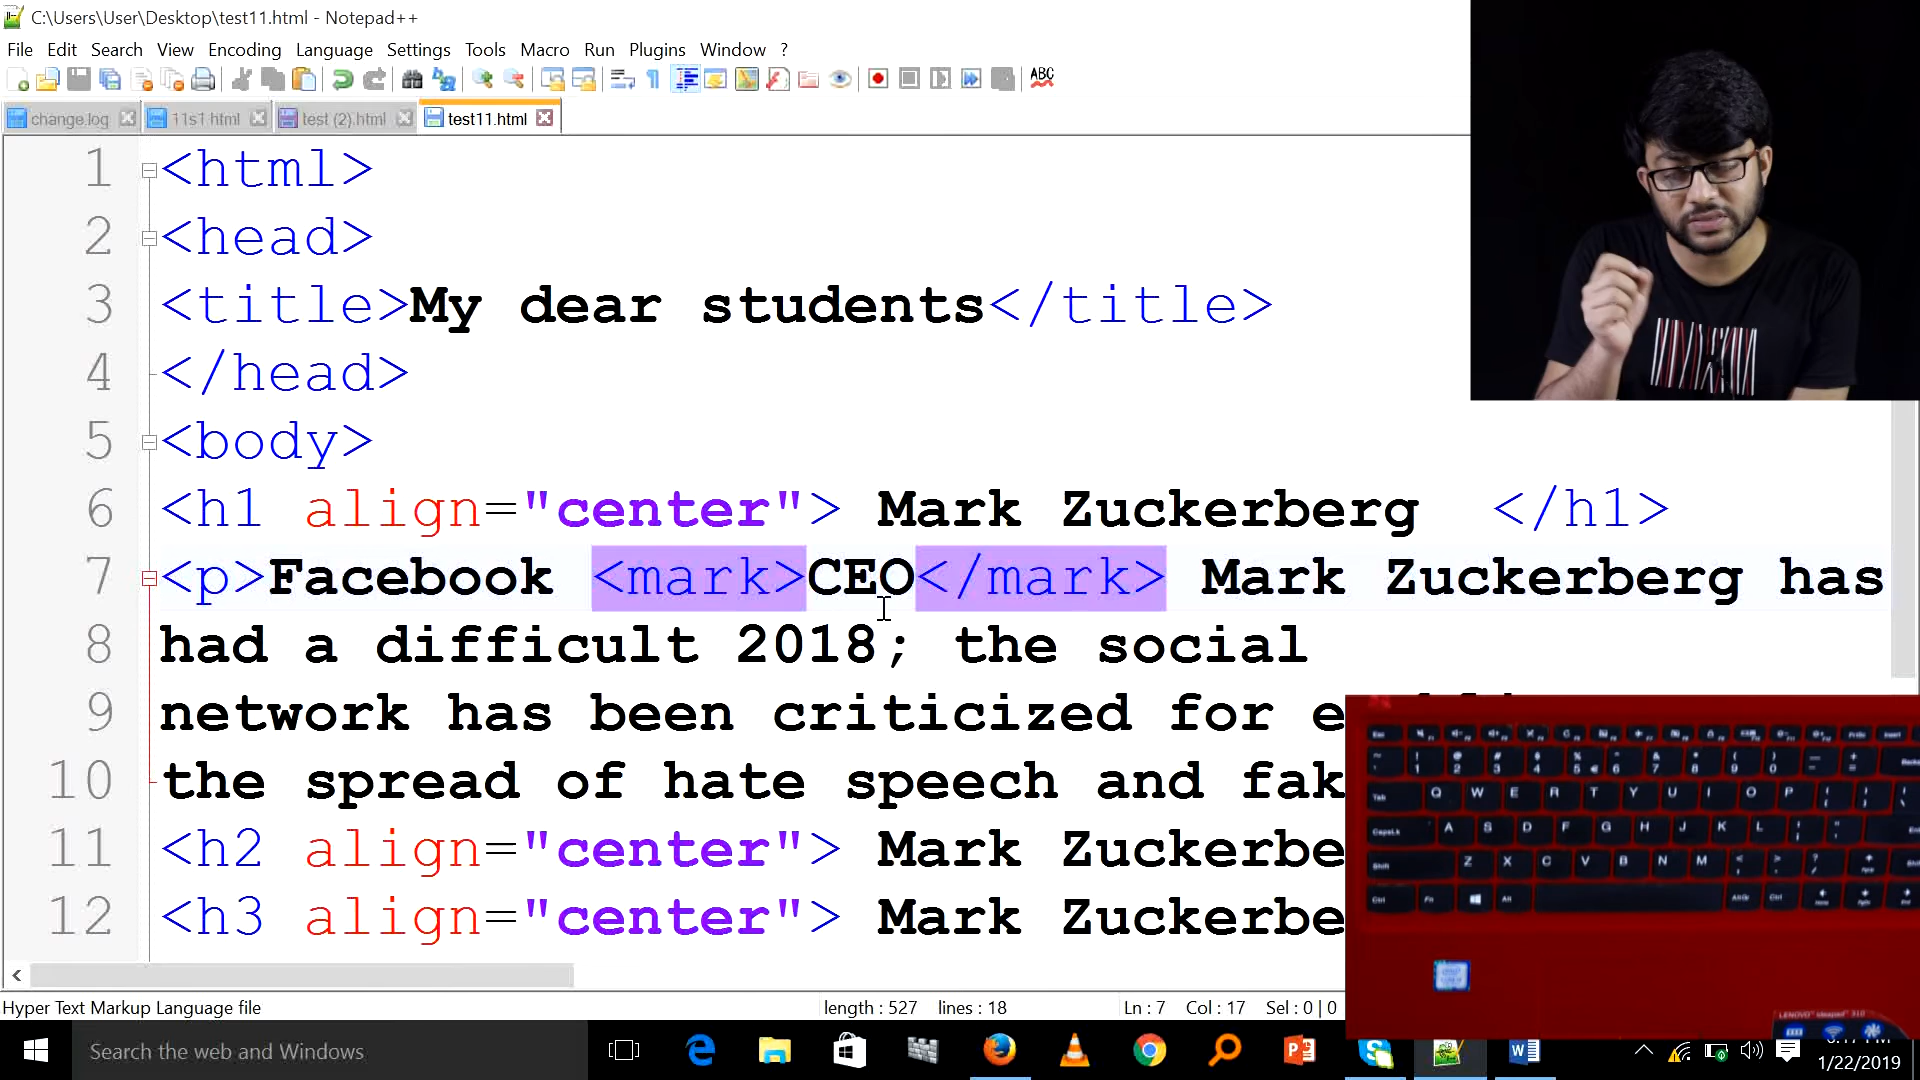 C:\Users\User\Desktop\test11.html - Notepad++
File Edit Search View Encoding Language Settings Tools Macro Run Plugins Window ?
ABC
change.log 11s1.html test (2).html test11.html
1 <html>
2 <head>
3 <title>My dear students</title>
4 </head>
5 <body>
6 <h1 align="center"> Mark Zuckerberg </h1>
7 <p>Facebook <mark>CEO</mark> Mark Zuckerberg has
8 had a difficult 2018; the social
9 network has been criticized for
10 the spread of hate speech and
11 <h2 align="center"> Mark
12 <h3 align="center"> Mark
Hyper Text Markup Language file length : 527 lines : 18 Ln : 7 Col : 17 Sel : 0 | 0
Q W E R T Y U I O P
A S D F G H J K L
Z X C V B N M
Search the web and Windows
1/22/2019